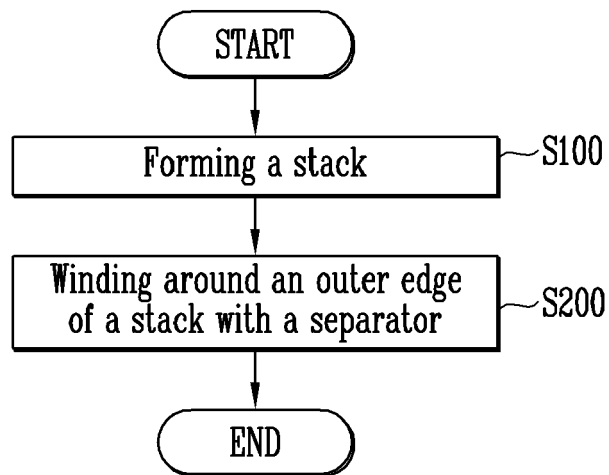 START
Forming a stack
S100
Winding around an outer edge
of a stack with a separator
S200
END